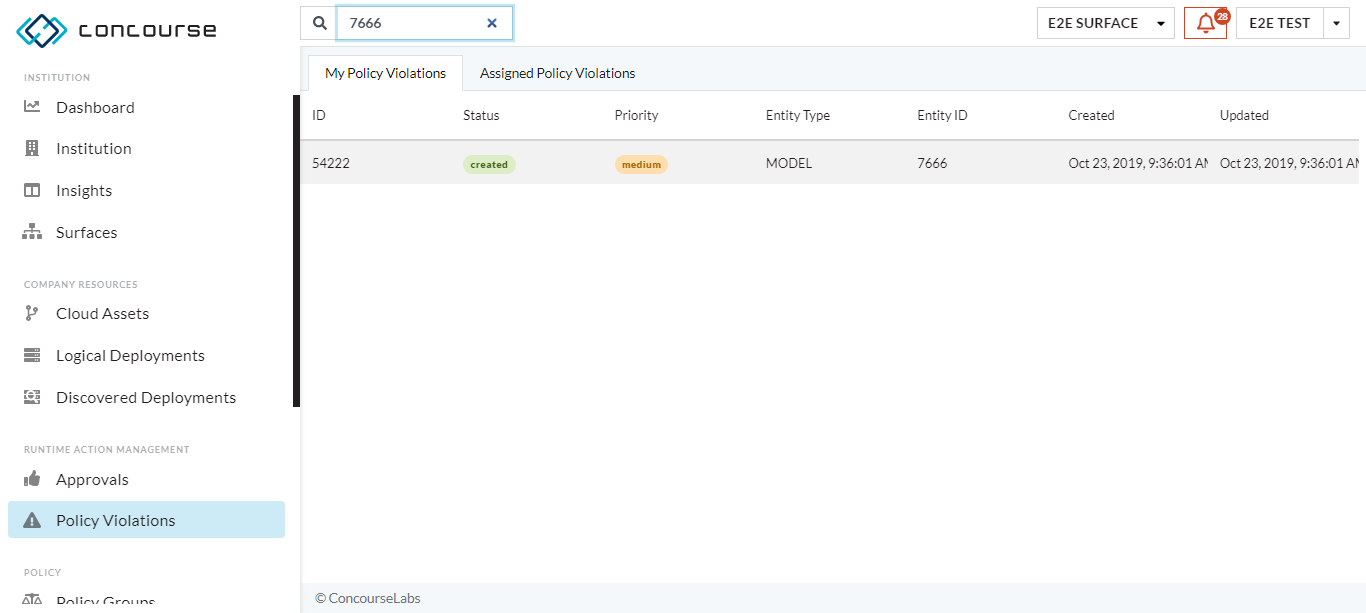 concourse
7666
E2E SURFACE
28
E2E TEST
INSTITUTION
Dashboard
Institution
Insights
Surfaces
COMPANY RESOURCES
Cloud Assets
Logical Deployments
Discovered Deployments
RUNTIME ACTION MANAGEMENT
Approvals
Policy Violations
POLICY
Policy Groups
My Policy Violations Assigned Policy Violations
ID Status Priority Entity Type Entity ID Created Updated
54222 created medium MODEL 7666 Oct 23, 2019, 9:36:01 AM Oct 23, 2019, 9:36:01 AM
© ConcourseLabs